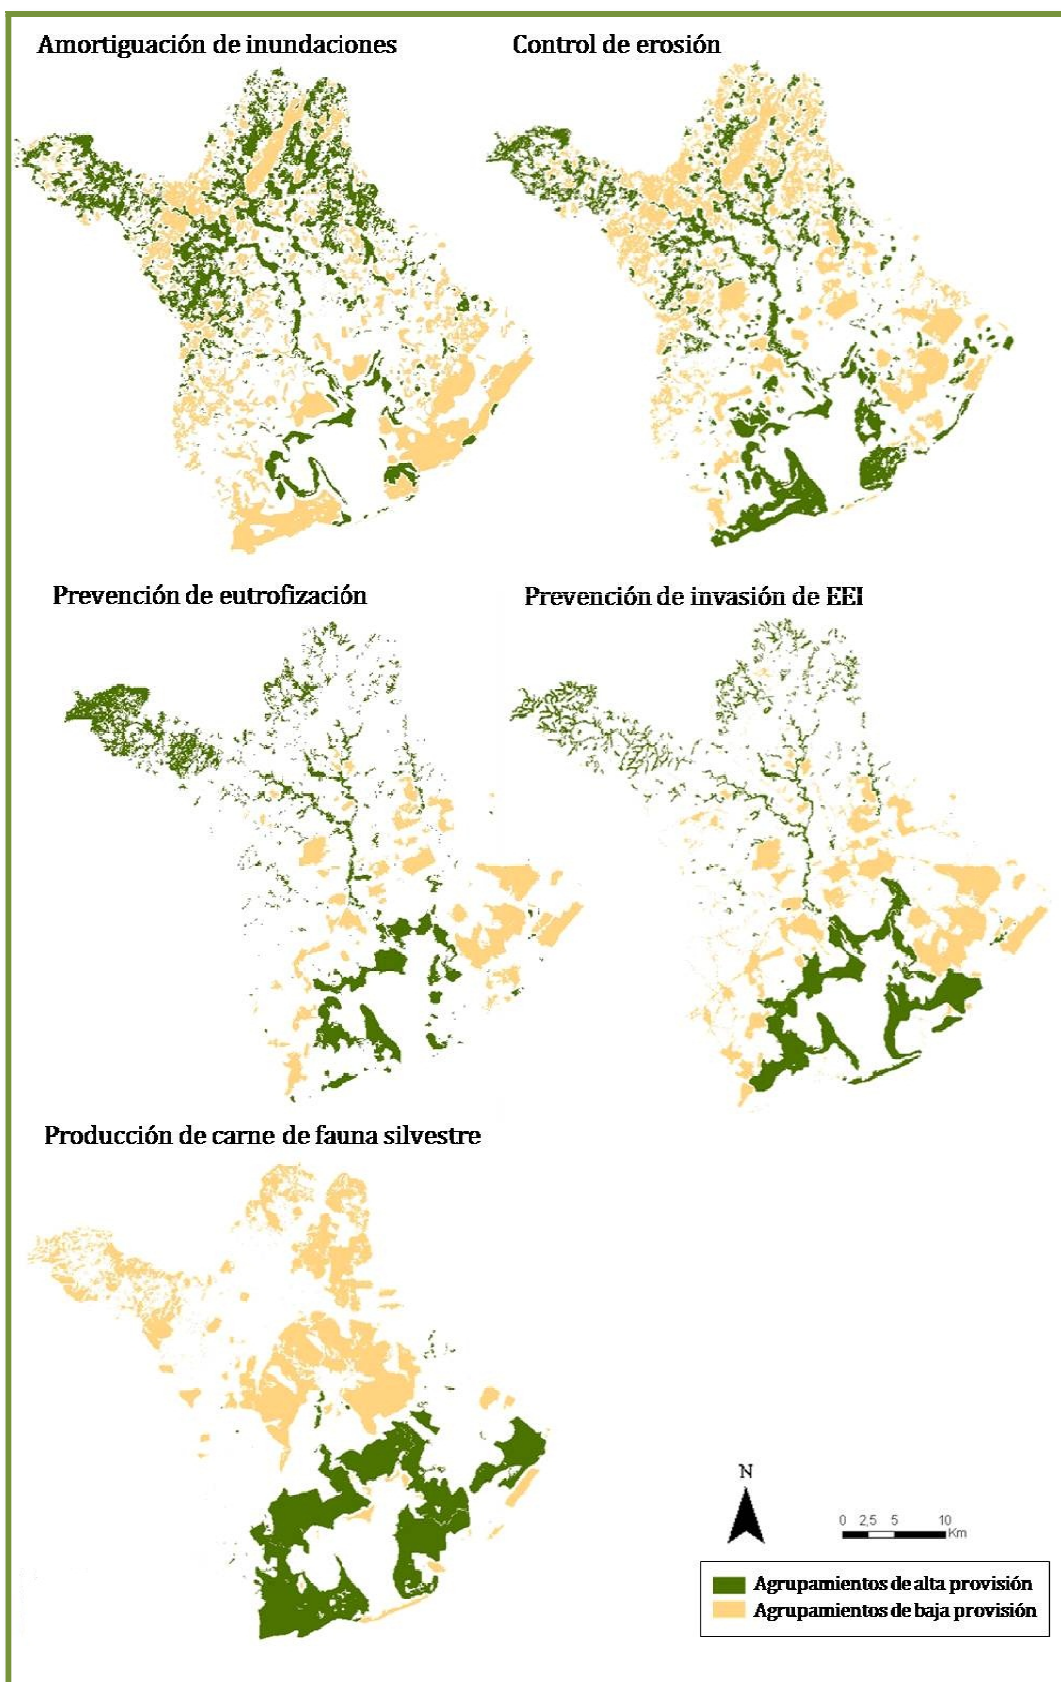 Amortiguación de inundaciones
Control de erosión
Prevención de eutrofización
Prevención de invasión de EEI
Producción de carne de fauna silvestre
N
0 2,5 5 10
Km
Agrupamientos de alta provisión
Agrupamientos de baja provisión